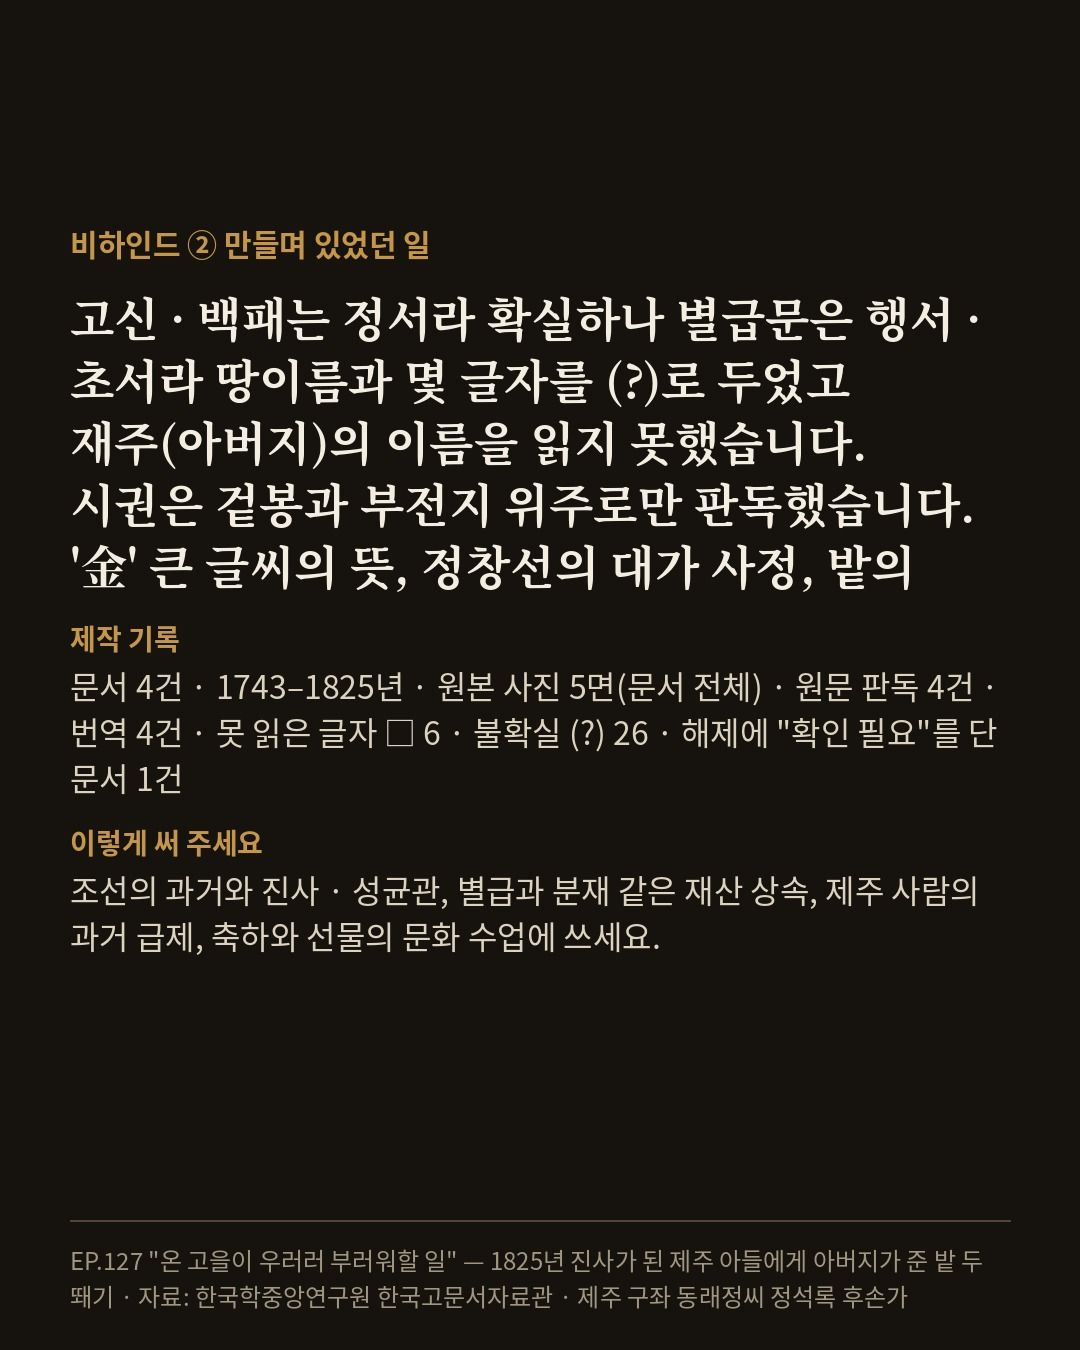 비하인드 ② 만들며 있었던 일
고신 · 백패는 정서라 확실하나 별급문은 행서 ·
초서라 땅이름과 몇 글자를 (?)로 두었고
재주(아버지)의 이름을 읽지 못했습니다.
시권은 겉봉과 부전지 위주로만 판독했습니다.
'金' 큰 글씨의 뜻, 정창선의 대가 사정, 밭의
제작 기록
문서 4건 · 1743–1825년 · 원본 사진 5면(문서 전체) · 원문 판독 4건 ·
번역 4건 · 못 읽은 글자 □ 6 · 불확실 (?) 26 · 해제에 "확인 필요"를 단
문서 1건
이렇게 써 주세요
조선의 과거와 진사 · 성균관, 별급과 분재 같은 재산 상속, 제주 사람의
과거 급제, 축하와 선물의 문화 수업에 쓰세요.
EP.127 "온 고을이 우러러 부러워할 일" — 1825년 진사가 된 제주 아들에게 아버지가 준 밭 두
뙈기 · 자료: 한국학중앙연구원 한국고문서자료관 · 제주 구좌 동래정씨 정석록 후손가